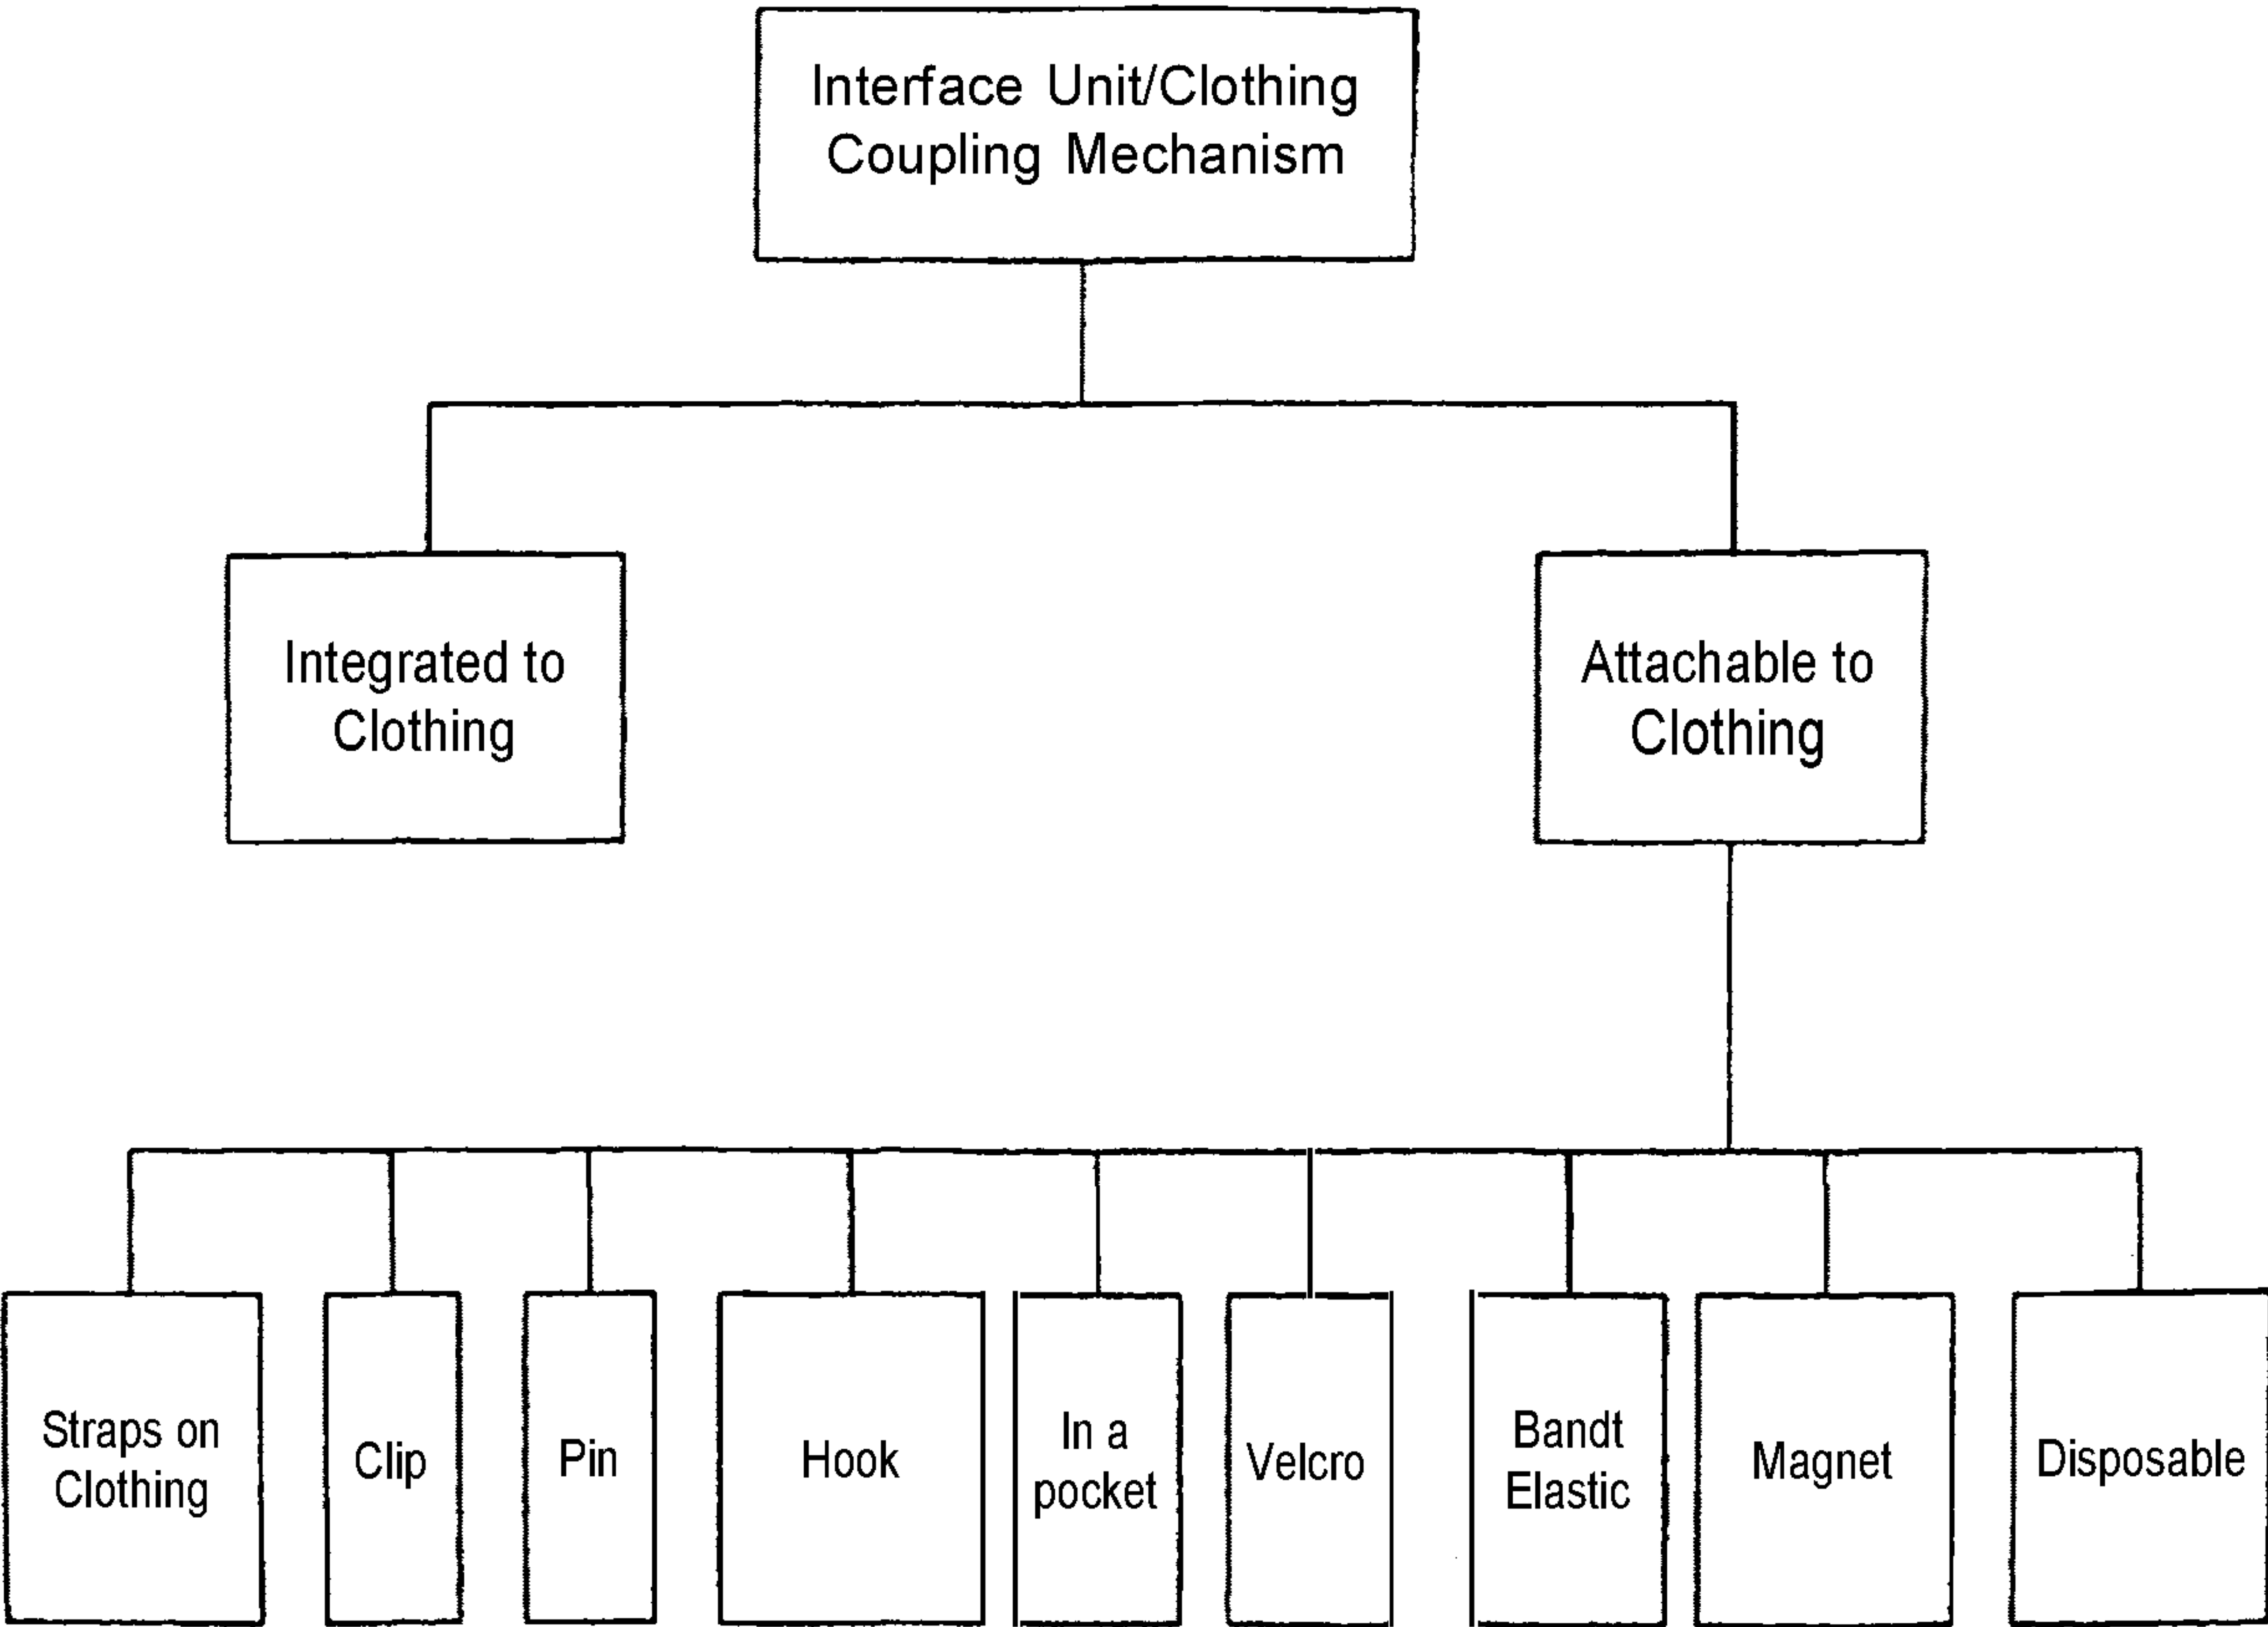 Interface Unit/Clothing
Coupling Mechanism
Integrated to
Clothing
Attachable to
Clothing
Straps on
Clothing
Clip
Pin
Hook
In a
pocket
Velcro
Bandt
Elastic
Magnet
Disposable